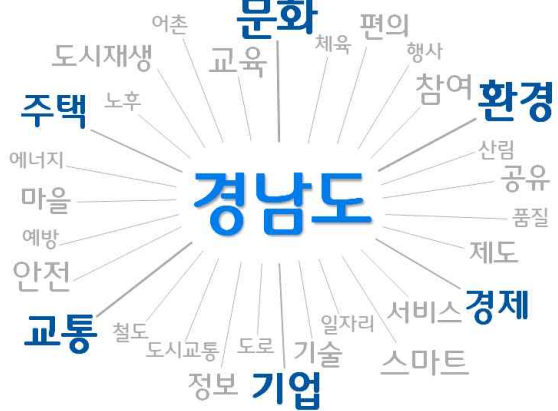 문화
어촌
편의
체육
도시재생
교육
행사
참여
환경
주택
노후
산림
에너지
공유
마을
경남도
품질
예방
제도
안전
서비스
경제
교통
철도
도시교통
도로
기술
일자리
스마트
정보
기업